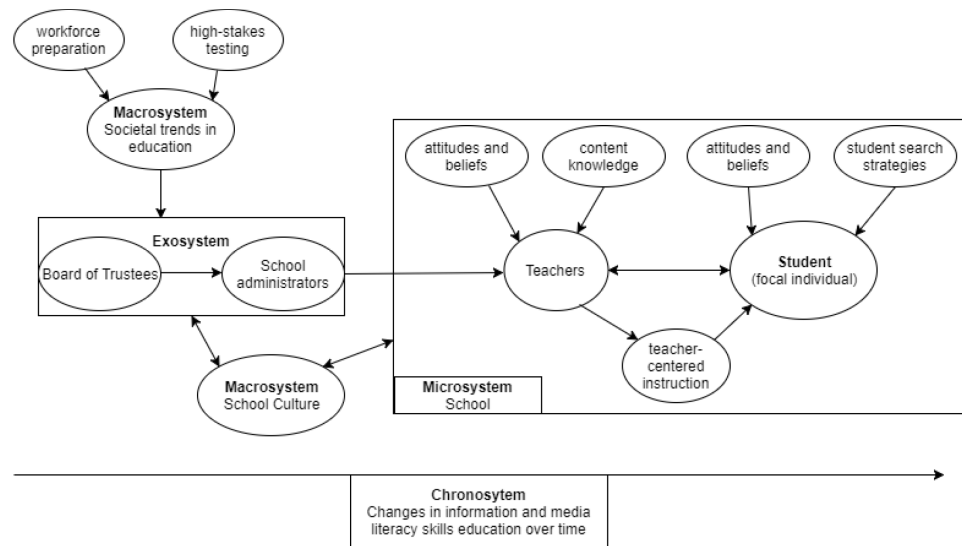 workforce
preparation
high-stakes
testing
Macrosystem
Societal trends in
education
attitudes and
beliefs
content
knowledge
attitudes and
beliefs
student search
strategies
Exosystem
Board of Trustees
School
administrators
Teachers
Student
(focal individual)
teacher-
centered
instruction
Macrosystem
School Culture
Microsystem
School
Chronosytem
Changes in information and media
literacy skills education over time